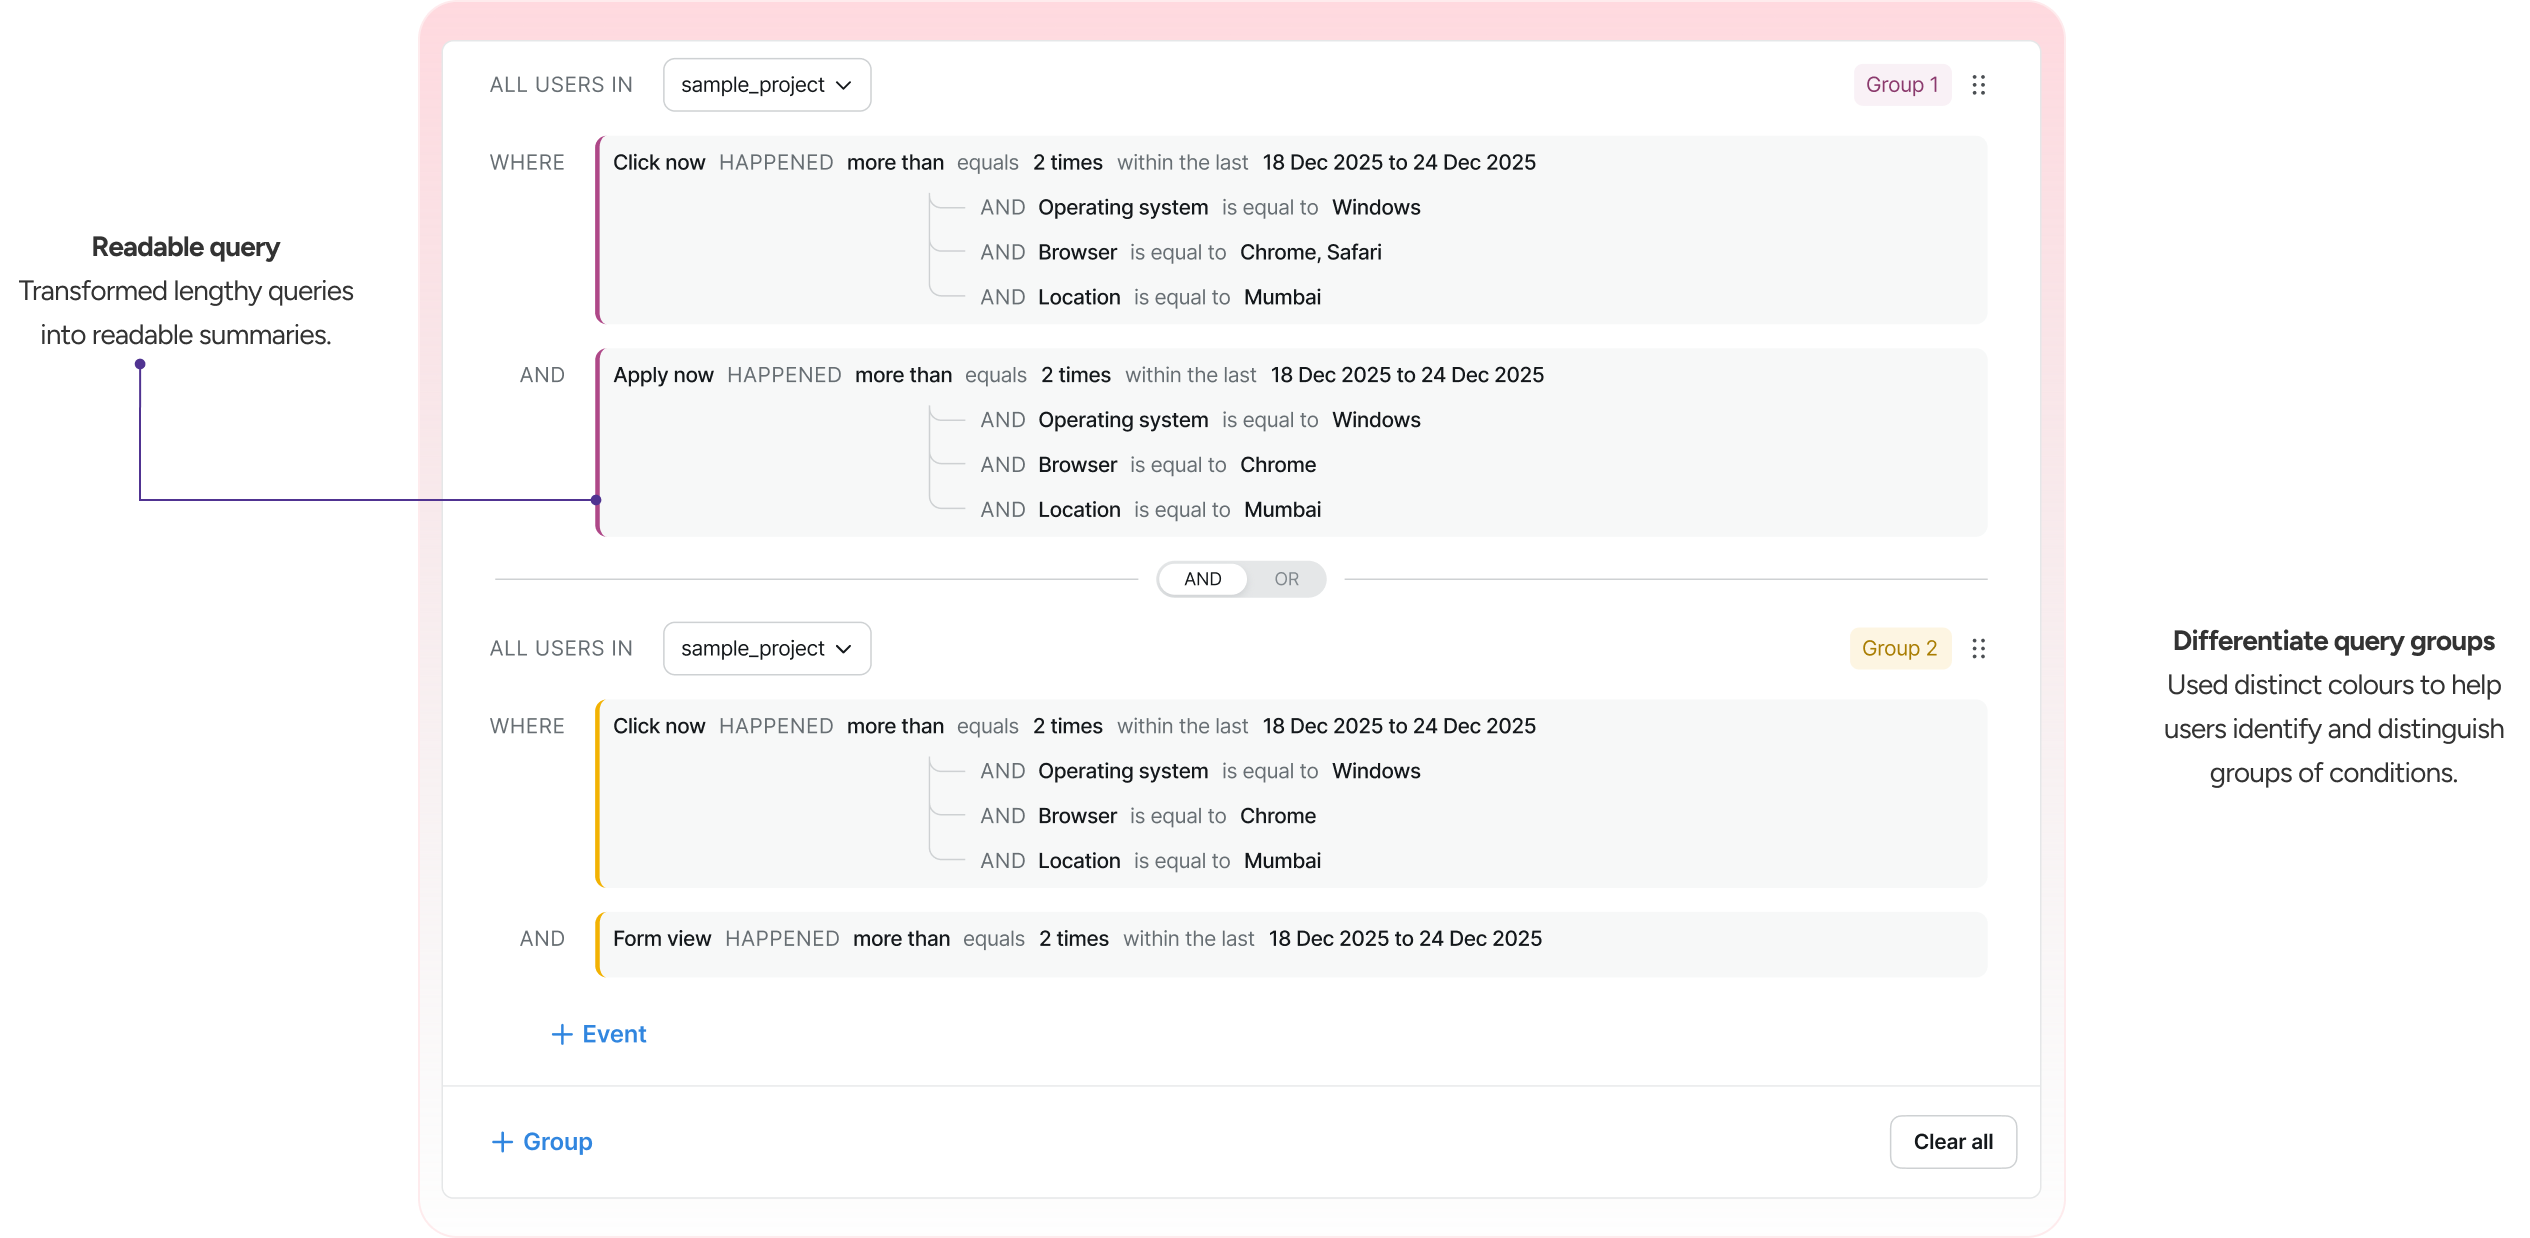 ALL USERS IN sample_project Group 1
WHERE Click now HAPPENED more than equals 2 times within the last 18 Dec 2025 to 24 Dec 2025
AND Operating system is equal to Windows
AND Browser is equal to Chrome, Safari
AND Location is equal to Mumbai
Readable query
Transformed lengthy queries
into readable summaries.
AND Apply now HAPPENED more than equals 2 times within the last 18 Dec 2025 to 24 Dec 2025
AND Operating system is equal to Windows
AND Browser is equal to Chrome
AND Location is equal to Mumbai
AND OR
ALL USERS IN sample_project Group 2
WHERE Click now HAPPENED more than equals 2 times within the last 18 Dec 2025 to 24 Dec 2025
AND Operating system is equal to Windows
AND Browser is equal to Chrome
AND Location is equal to Mumbai
Differentiate query groups
Used distinct colours to help
users identify and distinguish
groups of conditions.
AND Form view HAPPENED more than equals 2 times within the last 18 Dec 2025 to 24 Dec 2025
+ Event
+ Group Clear all